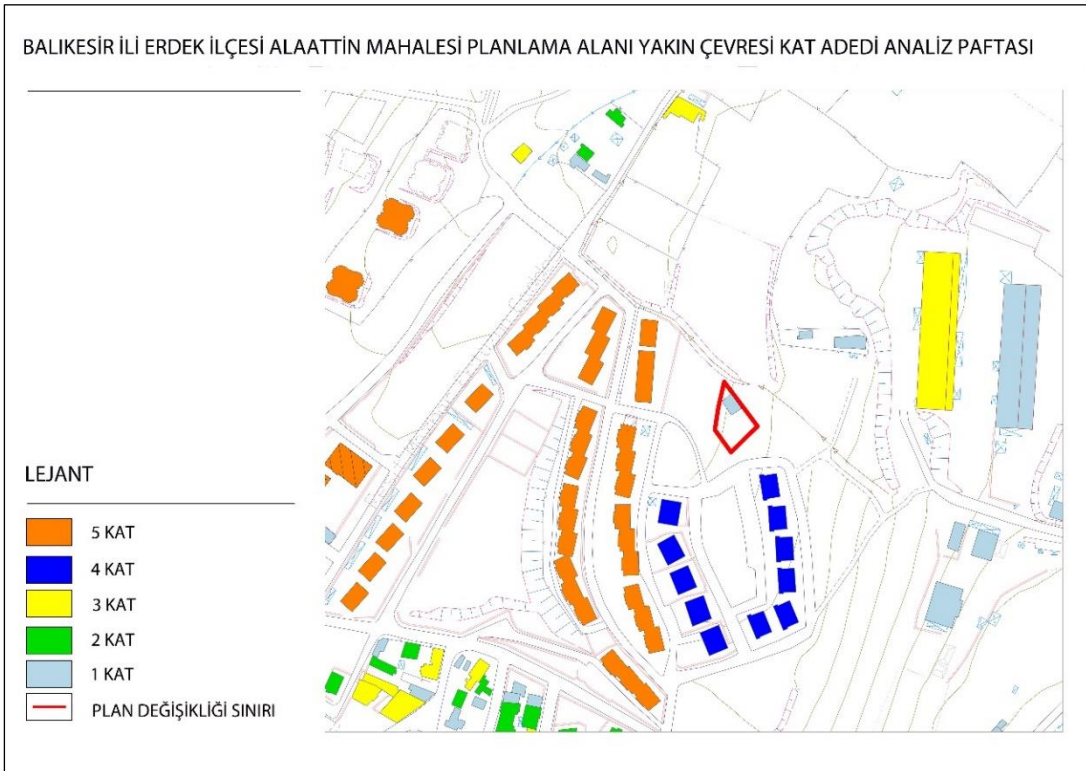 BALIKESİR İLİ ERDEK İLÇESİ ALAATTİN MAHALESİ PLANLAMA ALANI YAKIN ÇEVRESİ KAT ADEDİ ANALİZ PAFTASI
LEJANT
5 KAT
4 KAT
3 KAT
2 KAT
1 KAT
PLAN DEĞİŞİKLİĞİ SINIRI